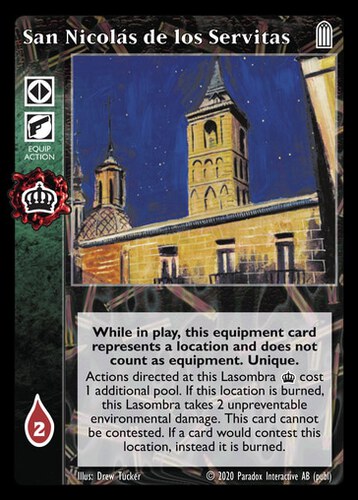 San Nicolás de los Servitas
EQUIP
ACTION
While in play, this equipment card
represents a location and does not
count as equipment. Unique.
Actions directed at this Lasombra cost
1 additional pool. If this location is burned,
this Lasombra takes 2 unpreventable
environmental damage. This card cannot
be contested. If a card would contest this
location, instead it is burned.
2
Illus: Drew Tucker © 2020 Paradox Interactive AB (publ)